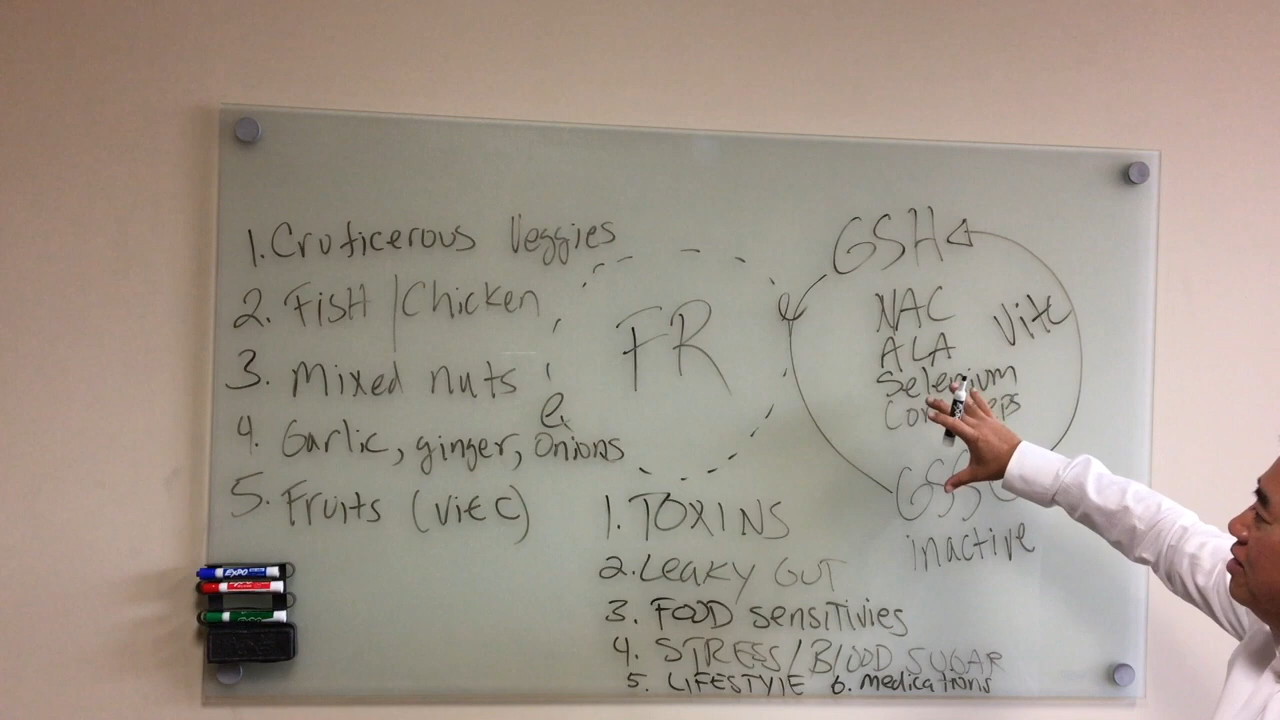 1. Cruticerous Veggies
2. Fish/Chicken
3. Mixed nuts
4. Garlic, ginger, Onions
5. Fruits (Vit C)
FR
e
GSH
NAC
ALA
Selenium
Vit C
inactive
1. TOXINS
2. Leaky GUT
3. FOOD sensitivies
4. STRESS/BLOOD SUGAR
5. LIFESTYlE 6. medications
EXPO